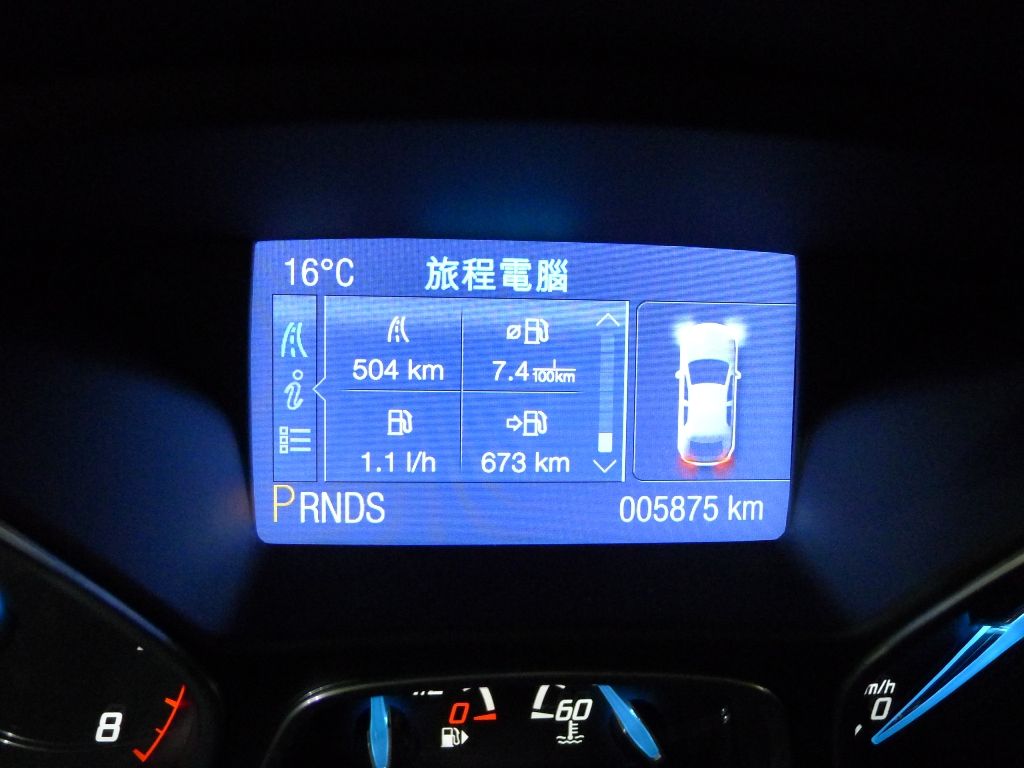 16°C 旅程電腦
504 km 7.4 l/100km
1.1 l/h 673 km
PRNDS 005875 km
8
0
60
m/h
0